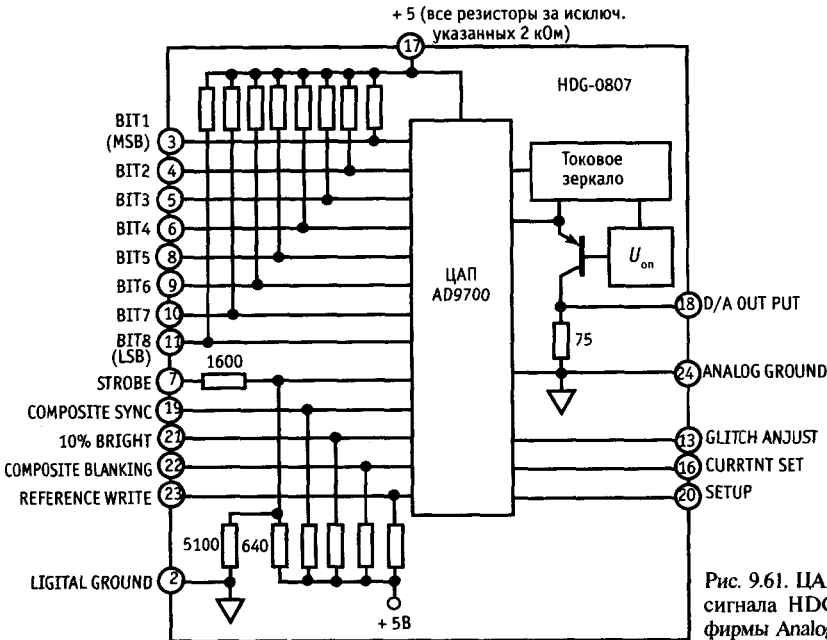 + 5 (все резисторы за исключ.
указанных 2 кОм)
17
HDG-0807
BIT1
(MSB)
3
BIT2
4
BIT3
5
BIT4
6
BIT5
8
BIT6
9
BIT7
10
BIT8
(LSB)
11
STROBE
7
1600
COMPOSITE SYNC
19
10% BRIGHT
21
COMPOSITE BLANKING
22
REFERENCE WRITE
23
5100
640
LIGITAL GROUND
2
+ 5В
ЦАП
AD9700
Токовое
зеркало
Uоп
18
D/A OUT PUT
75
24
ANALOG GROUND
13
GLITCH ANJUST
16
CURRTNT SET
20
SETUP
Рис. 9.61. ЦА
сигнала HDC
фирмы Analog